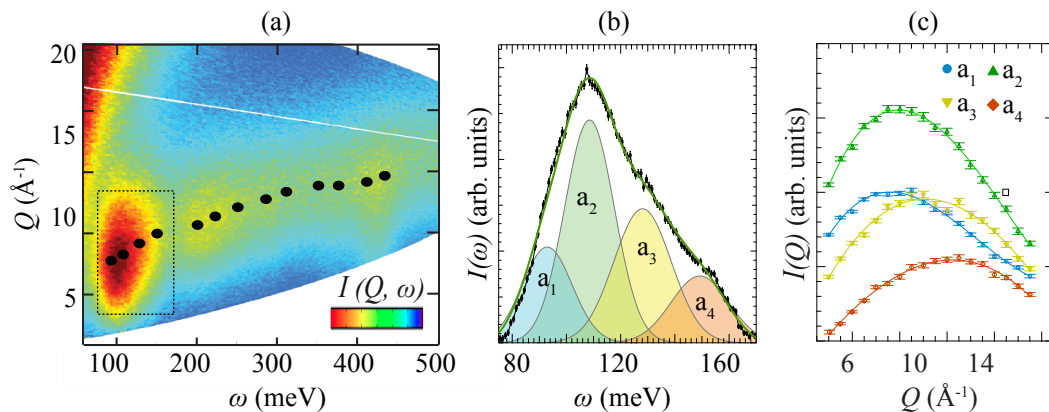 (a)
20
15
10
5
Q (Å⁻¹)
I (Q, ω)
100 200 300 400 500
ω (meV)
(b)
I(ω) (arb. units)
a₁
a₂
a₃
a₄
80 120 160
ω (meV)
(c)
I(Q) (arb. units)
a₁ a₂
a₃ a₄
6 10 14
Q (Å⁻¹)